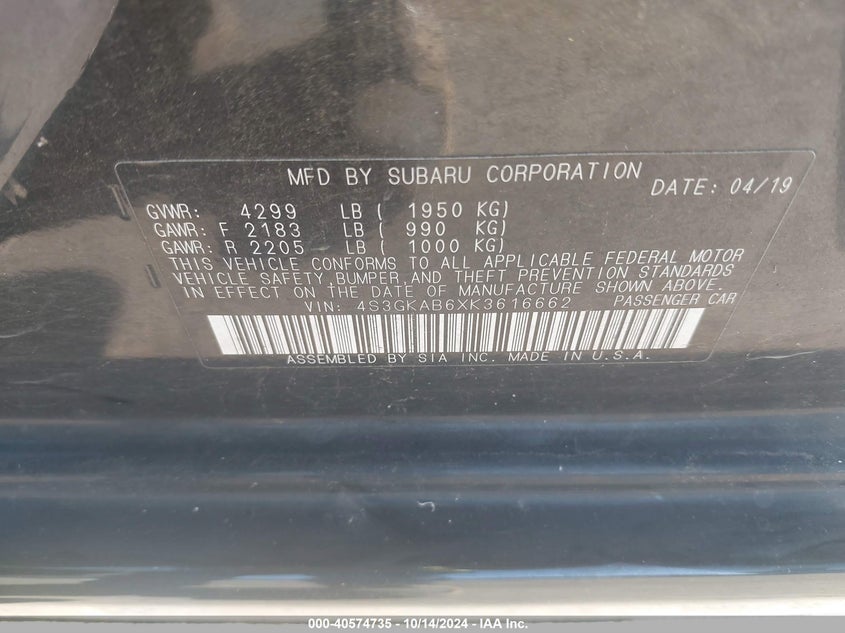 MFD BY SUBARU CORPORATION DATE: 04/19
GVWR: 4299 LB ( 1950 KG)
GAWR: F 2183 LB ( 990 KG)
GAWR: R 2205 LB ( 1000 KG)
THIS VEHICLE CONFORMS TO ALL APPLICABLE FEDERAL MOTOR
VEHICLE SAFETY,BUMPER,AND THEFT PREVENTION STANDARDS
IN EFFECT ON THE DATE OF MANUFACTURE SHOWN ABOVE.
VIN: 4S3GKAB6XK3616662 PASSENGER CAR
ASSEMBLED BY SIA INC. MADE IN U.S.A.
000-40574735 - 10/14/2024 - IAA Inc.